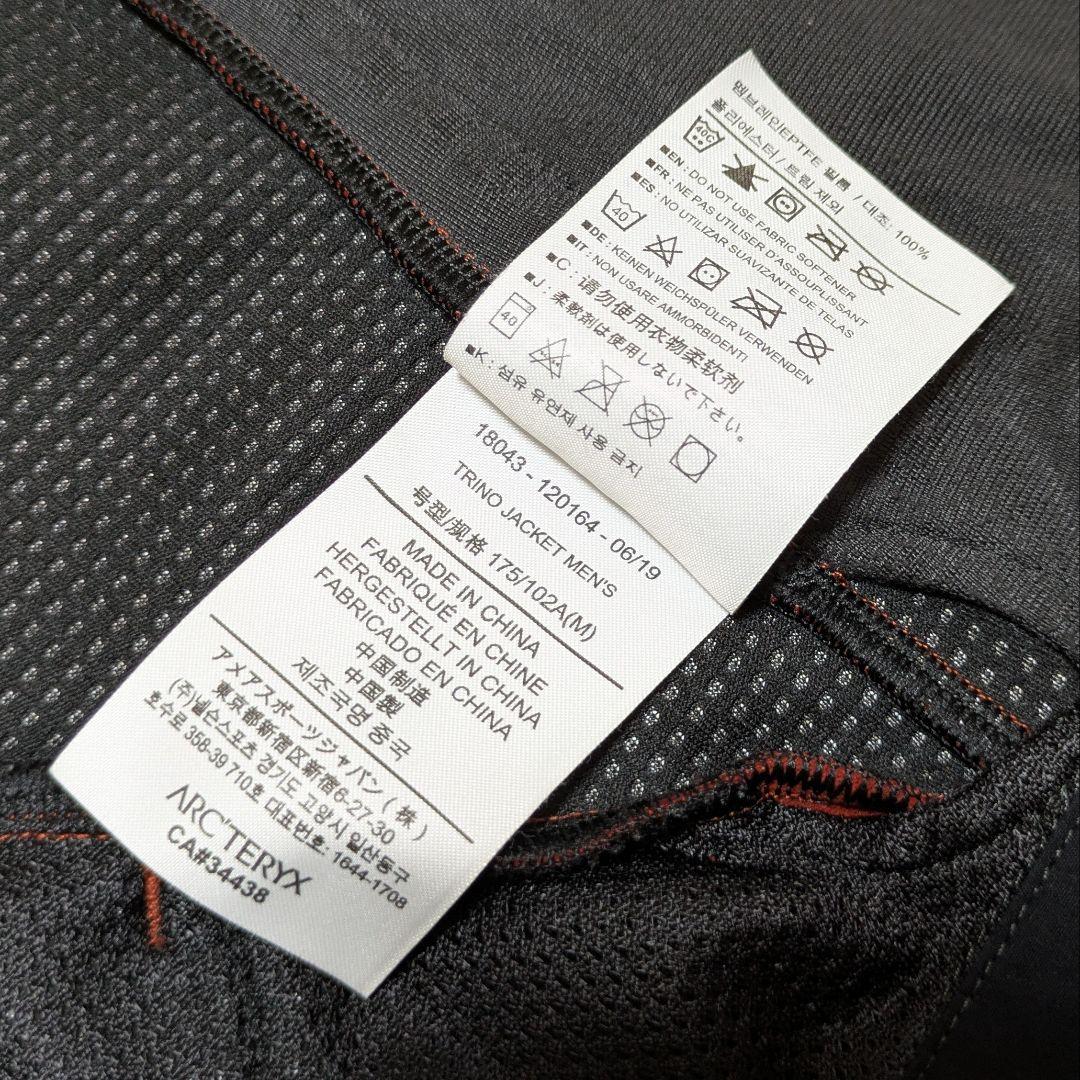 멤브레인EPTFE 필름 / 대조: 100%
폴리에스터 / 트림 제외
40C
■EN : DO NOT USE FABRIC SOFTENER
■FR : NE PAS UTILISER D'ASSOUPLISSANT
■ES : NO UTILIZAR SUAVIZANTE DE TELAS
40
■DE : KEINEN WEICHSPÜLER VERWENDEN
■IT : NON USARE AMMORBIDENTI
■C : 请勿使用衣物柔软剂
■J : 柔軟剤は使用しないで下さい。
40
■K : 섬유 유연제 사용 금지
18043 - 120164 - 06/19
TRINO JACKET MEN'S
号型/规格 175/102A(M)
MADE IN CHINA
FABRIQUÉ EN CHINE
HERGESTELLT IN CHINA
FABRICADO EN CHINA
中国制造
中國製
제조국명 중국
アメアスポーツジャパン ( 株 )
東京都新宿区新宿6-27-30
(주)넬슨스포츠 경기도 고양시 일산동구
호수로 358-39 710호 대표번호: 1644-1708
ARC'TERYX
CA#34438